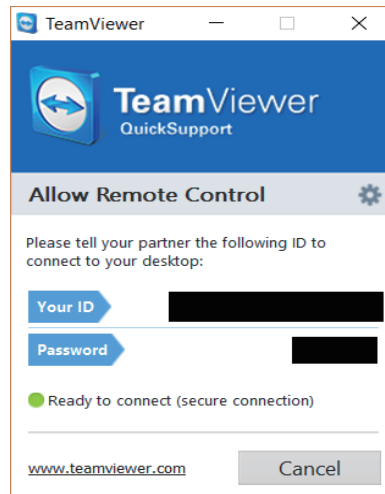 TeamViewer
TeamViewer
QuickSupport
Allow Remote Control
Please tell your partner the following ID to
connect to your desktop:
Your ID
Password
Ready to connect (secure connection)
www.teamviewer.com
Cancel